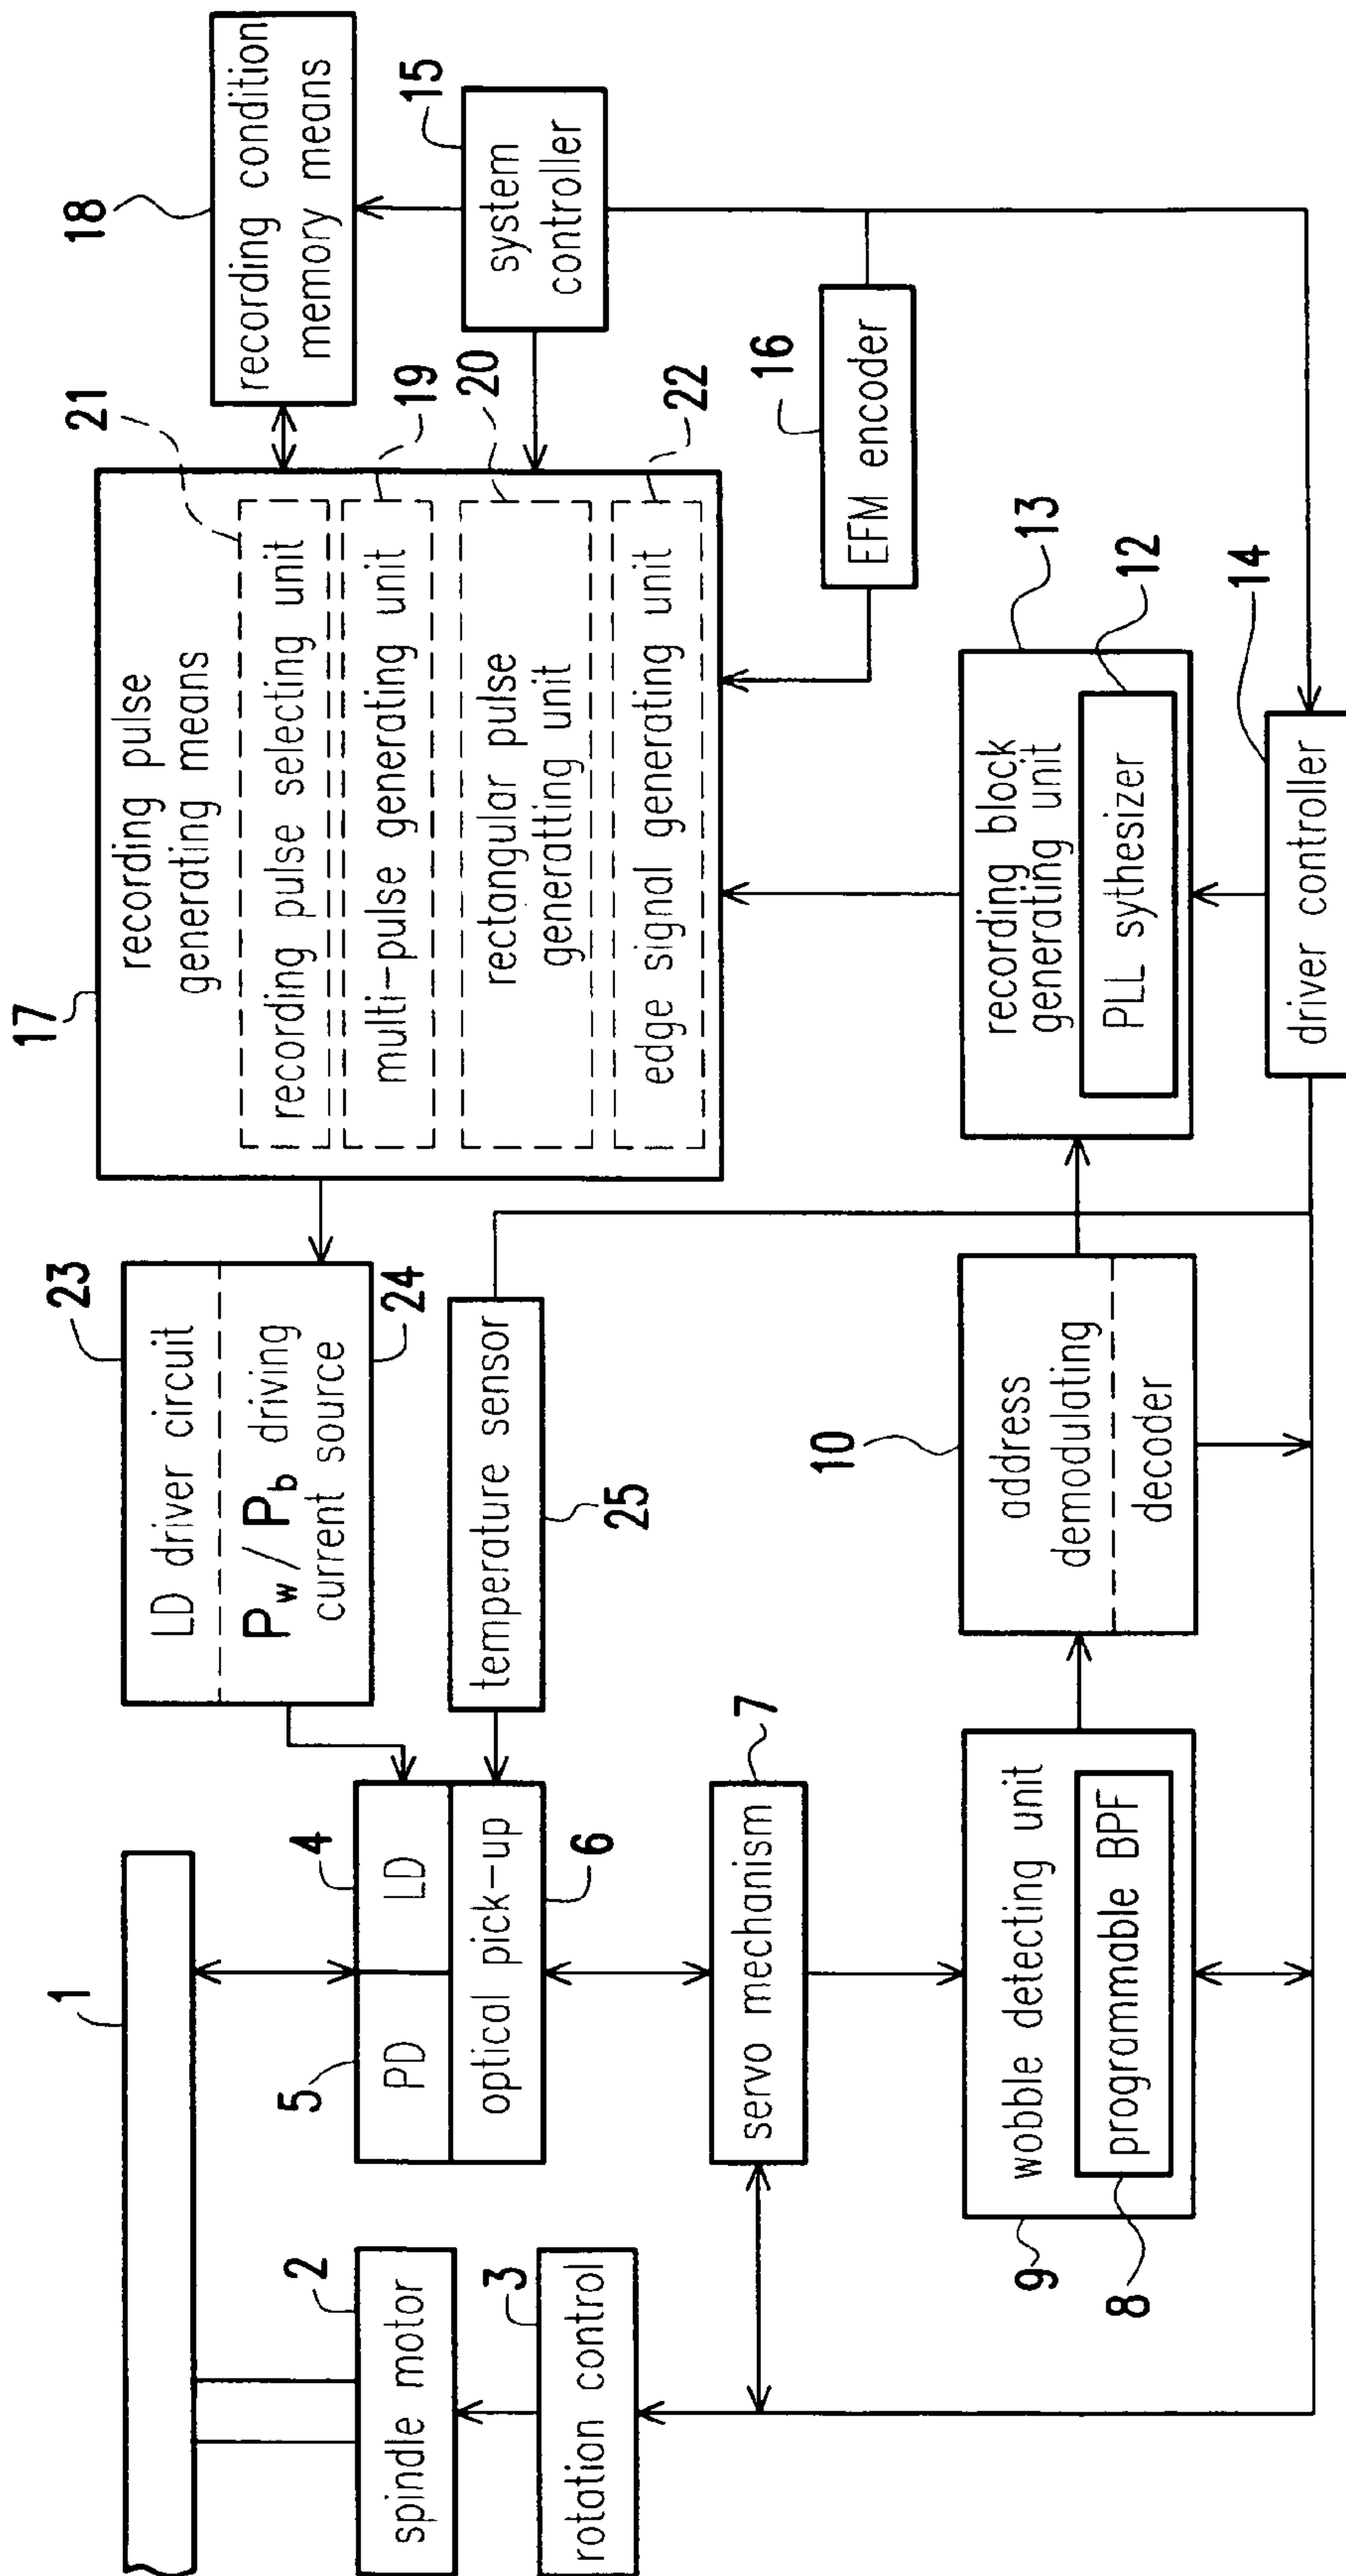 1
2
spindle motor
3
rotation control
5
PD
4
LD
optical pick-up
6
servo mechanism
7
wobble detecting unit
programmable BPF
9
8
23
LD driver circuit
Pw/Pb driving
current source
24
temperature sensor
25
10
address
demodulating
decoder
17
recording pulse
generating means
21
recording pulse selecting unit
19
multi-pulse generating unit
20
rectangular pulse
generatting unit
22
edge signal generating unit
18
recording condition
memory means
15
system
controller
16
EFM encoder
13
recording block
generating unit
12
PLL sythesizer
14
driver controller